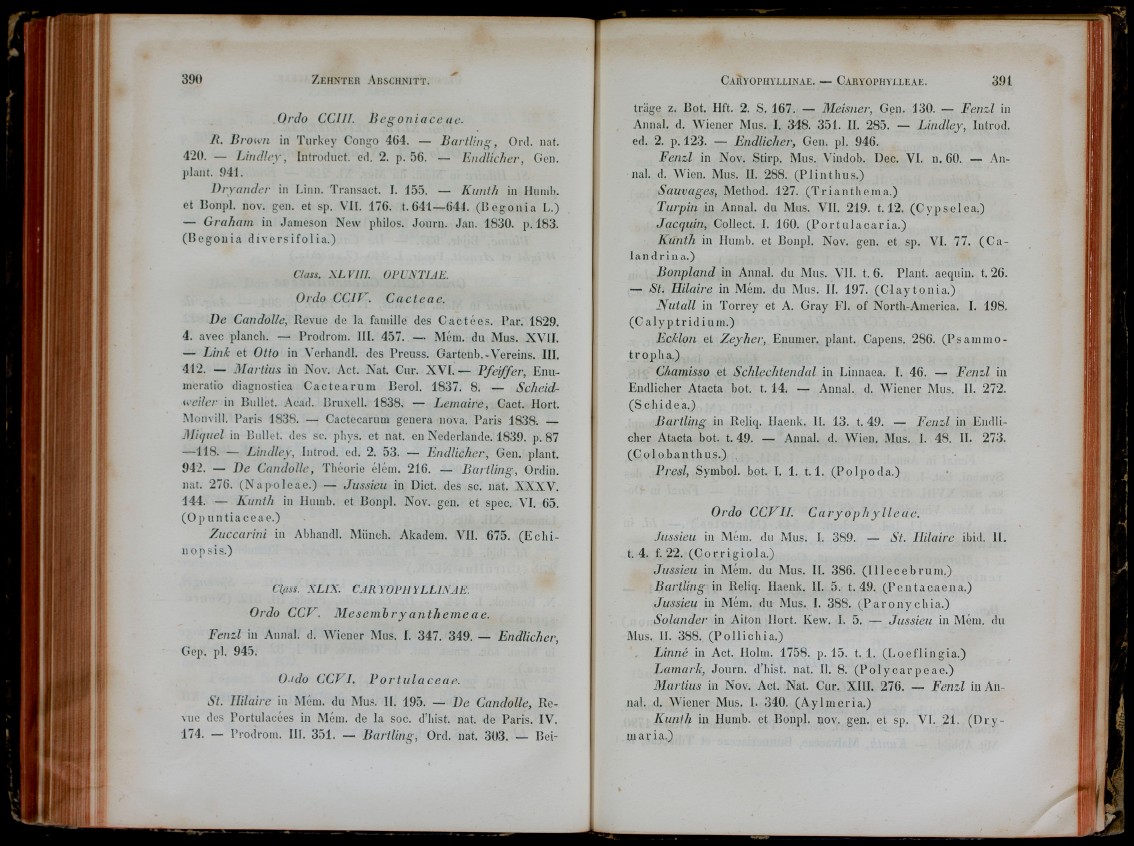 390 ZEHNTER ABSCHNITT.
Ordo CCIII. Begoniaceae.
R. Brown in Turkey Congo 464. — Bartling, Ord. nat.
420. — Lindley, Introduct. ed. 2. p. 56. — Endlicher, Gen.
plant. 941.
Dryander in Linn. Transact. I. 155. — Kunth in Humb.
et Bonpl. nov. gen. et sp. VII. 176. t. 641—644. (Begonia L.)
— Graham in Jameson New philos. Journ. Jan. 1830. p. 183.
(Begonia diversifolia.)
Class. XLVIII. OPUNTIAE.
Ordo CCIV. Cacteae.
De Candolle, Revue de la famille des Cactées. Par. 1829.
4. avec planch. — Prodrom. III. 457. — Mém. du Mus. XVII.
— Link et Otto in Verhandl. des Preuss. Gartenb.-Vereins. III.
412. — Martius in Nov. Act. Nat. Cur. XVI. — Pfeiffer, Enu-
meratio diagnostica Cactearum Berol. 1837. 8. — Scheid-
weiler in Bullet. Acad. Bruxell. 1838. — Lemaire, Cact. Hort.
Monvill. Paris 1838. — Cactecarum genera nova. Paris 1838. —
Miquel in Bullet. des sc. phys. et nat. en Nederlande. 1839. p. 87
—118. — Lindley, Introd. ed. 2. 53. — Endlicher, Gen. plant.
942. — De Candolle, Théorie élém. 216. — Bartling, Ordin.
nat. 276. (Napoleae.) — Jussieu in Dict. des sc. nat. XXXV.
144. — Kunth in Humb. et Bonpl. Nov. gen. et spec. VI. 65.
(Opuntiaceae.)
Zuccarini in Abhandl. Münch. Akadem. VII. 675. (Echi-
nopsis.)
Class. XLIX. CARYOPHYLLINAE.
Ordo CCV. Mesembryanthemeae.
Fenzl in Annal. d. Wiener Mus. I. 347. 349. — Endlicher,
Gep. pl. 945.
Ordo CCVI. Portulaceae.
St. Hilaire in Mém. du Mus. II. 195. — De Candolle, Re-
vue des Portulacées in Mém. de la soc. d'hist. nat. de Paris. IV.
174. — Prodrom. III. 351. — Bartling, Ord. nat. 303. — Bei-
CARYOPHYLLINAE. — CARYOPHYLLEAE. 391
träge z. Bot. Hft. 2. S. 167. — Meisner, Gen. 130. — Fenzl in
Annal. d. Wiener Mus. I. 348. 351. II. 285. — Lindley, Introd.
ed. 2. p. 123. — Endlicher, Gen. pl. 946.
Fenzl in Nov. Stirp. Mus. Vindob. Dec. VI. n. 60. — An-
nal. d. Wien. Mus. II. 288. (Plinthus.)
Sauvages, Method. 127. (Trianthema.)
Turpin in Annal. du Mus. VII. 219. t. 12. (Cypselea.)
Jacquin, Collect. I. 160. (Portulacaria.)
Kunth in Humb. et Bonpl. Nov. gen. et sp. VI. 77. (Ca-
landrina.)
Bonpland in Annal. du Mus. VII. t. 6. Plant. aequin. t. 26.
— St. Hilaire in Mém. du Mus. II. 197. (Claytonia.)
Nutall in Torrey et A. Gray Fl. of North-America. I. 198.
(Calyptridium.)
Ecklon et Zeyher, Enumer. plant. Capens. 286. (Psammo-
tropha.)
Chamisso et Schlechtendal in Linnaea. I. 46. — Fenzl in
Endlicher Atacta bot. t. 14. — Annal. d. Wiener Mus. II. 272.
(Schidea.)
Bartling in Reliq. Haenk. II. 13. t. 49. — Fenzl in Endli-
cher Atacta bot. t. 49. — Annal. d. Wien. Mus. I. 48. II. 273.
(Colobanthus.)
Presl, Symbol. bot. I. 1. t. 1. (Polpoda.)
Ordo CCVII. Caryophylleae.
Jussieu in Mém. du Mus. I. 389. — St. Hilaire ibid. II.
t. 4. f. 22. (Corrigiola.)
Jussieu in Mém. du Mus. II. 386. (Illecebrum.)
Bartling in Reliq. Haenk. II. 5. t. 49. (Pentacaena.)
Jussieu in Mém. du Mus. I. 388. (Paronychia.)
Solander in Aiton Hort. Kew. I. 5. — Jussieu in Mém. du
Mus. II. 388. (Pollichia.)
Linné in Act. Holm. 1758. p. 15. t. 1. (Loeflingia.)
Lamark, Journ. d'hist. nat. II. 8. (Polycarpeae.)
Martius in Nov. Act. Nat. Cur. XIII. 276. — Fenzl in An-
nal. d. Wiener Mus. I. 340. (Aylmeria.)
Kunth in Humb. et Bonpl. nov. gen. et sp. VI. 21. (Dry-
maria.)